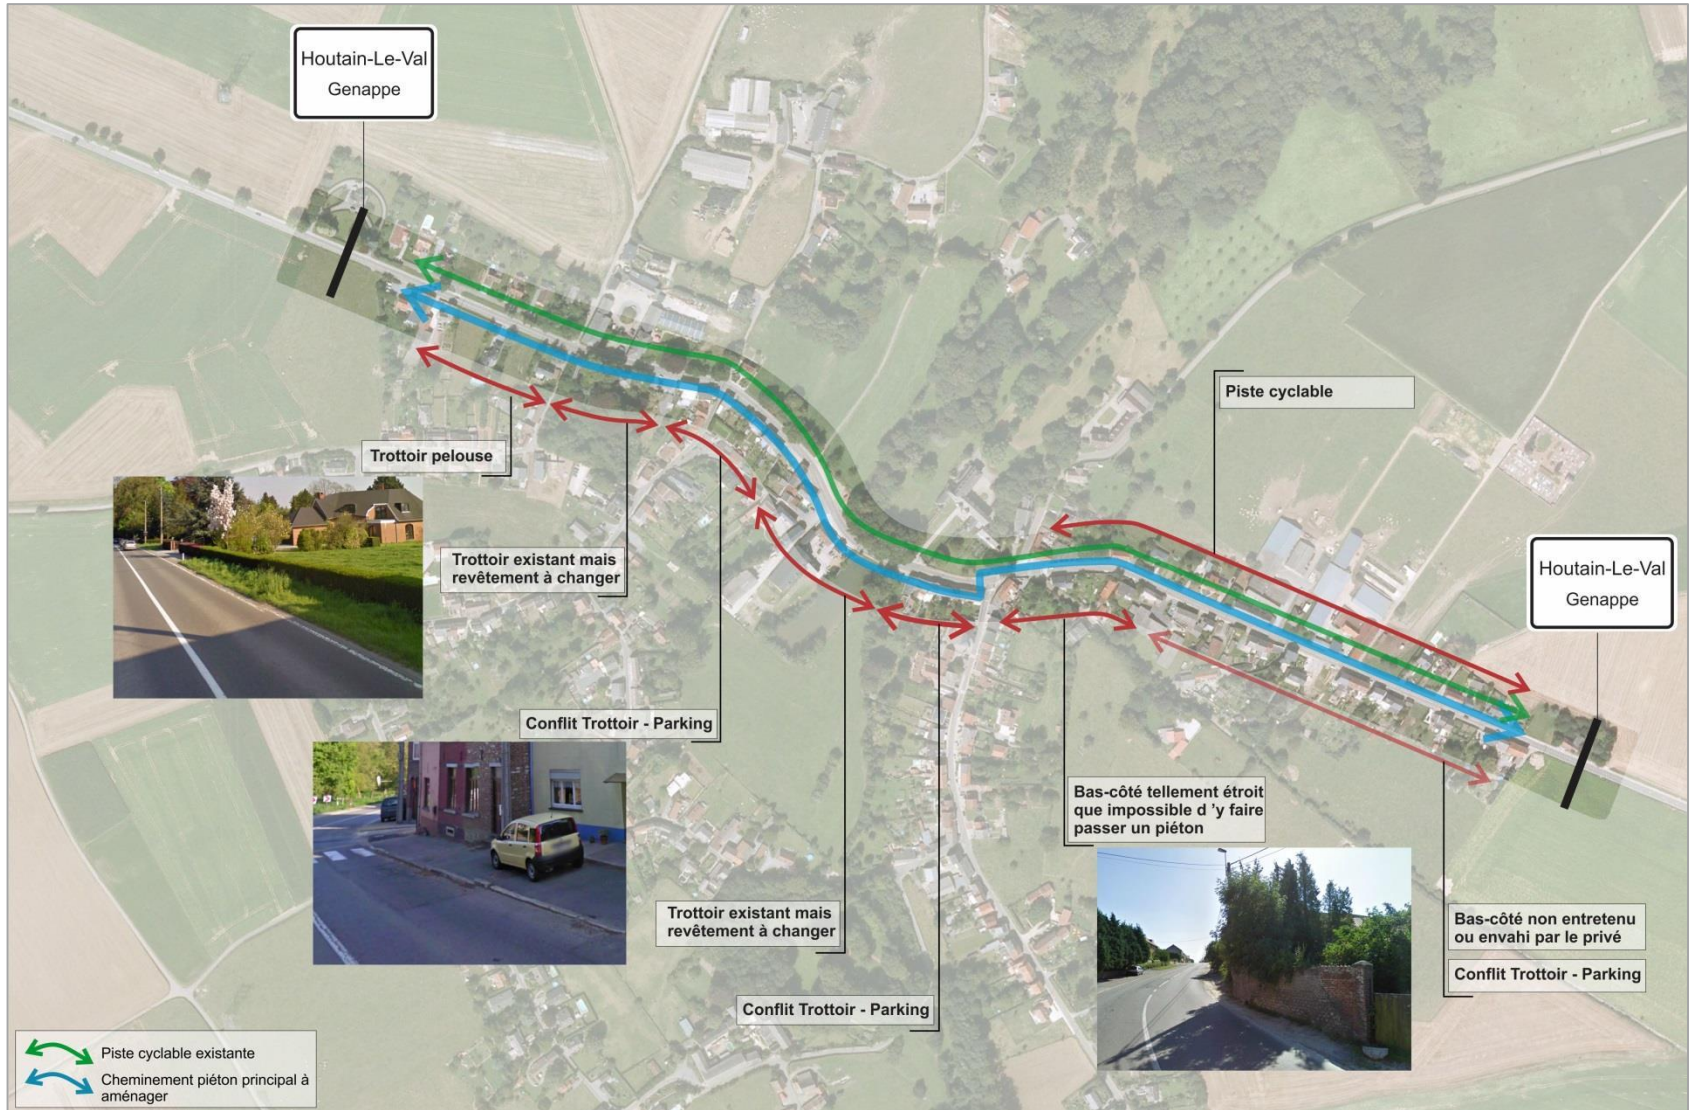 Houtain-Le-Val
Genappe
Piste cyclable
Trottoir pelouse
Trottoir existant mais
revêtement à changer
Houtain-Le-Val
Genappe
Conflit Trottoir - Parking
Bas-côté tellement étroit
que impossible d 'y faire
passer un piéton
Trottoir existant mais
revêtement à changer
Bas-côté non entretenu
ou envahi par le privé
Conflit Trottoir - Parking
Conflit Trottoir - Parking
Piste cyclable existante
Cheminement piéton principal à
aménager